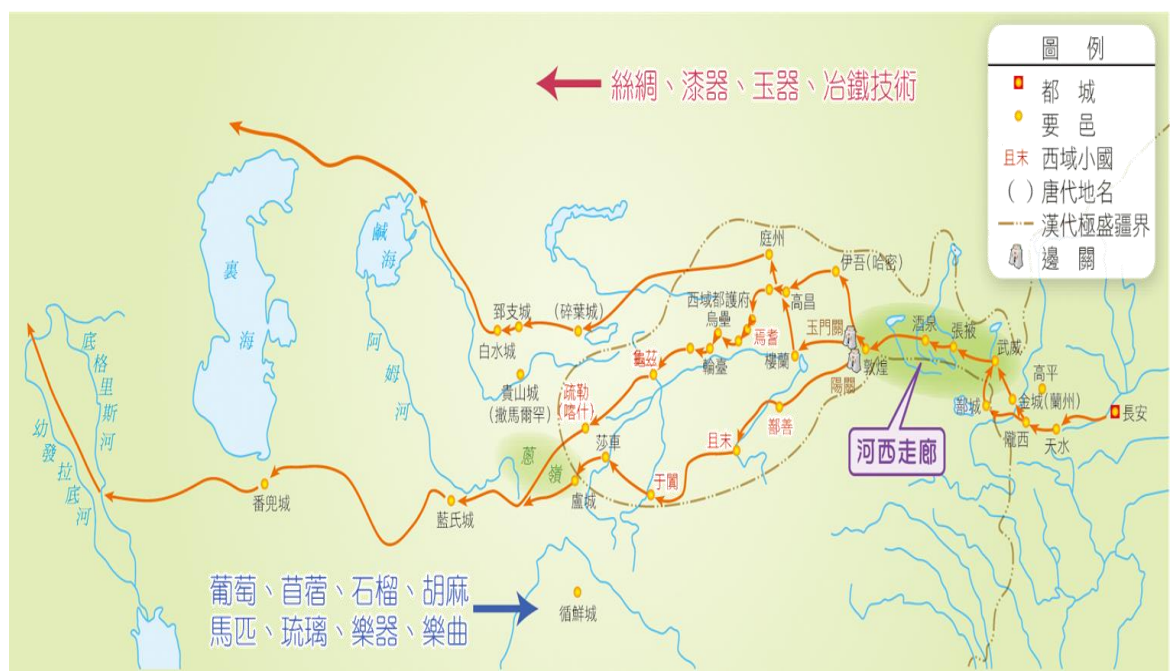 圖 例
都 城
要 邑
且末 西域小國
( ) 唐代地名
漢代極盛疆界
邊 關
絲綢、漆器、玉器、冶鐵技術
裏海
鹹海
阿姆河
底格里斯河
幼發拉底河
郅支城
白水城
(碎葉城)
貴山城
(撒馬爾罕)
庭州
伊吾(哈密)
西域都護府
烏壘
高昌
焉耆
輪臺
龜茲
樓蘭
玉門關
陽關
敦煌
酒泉
張掖
武威
高平
鄯城
金城(蘭州)
隴西
天水
長安
河西走廊
疏勒
(喀什)
莎車
蔥嶺
盧城
于闐
且末
鄯善
番兜城
藍氏城
循鮮城
葡萄、苜蓿、石榴、胡麻
馬匹、琉璃、樂器、樂曲